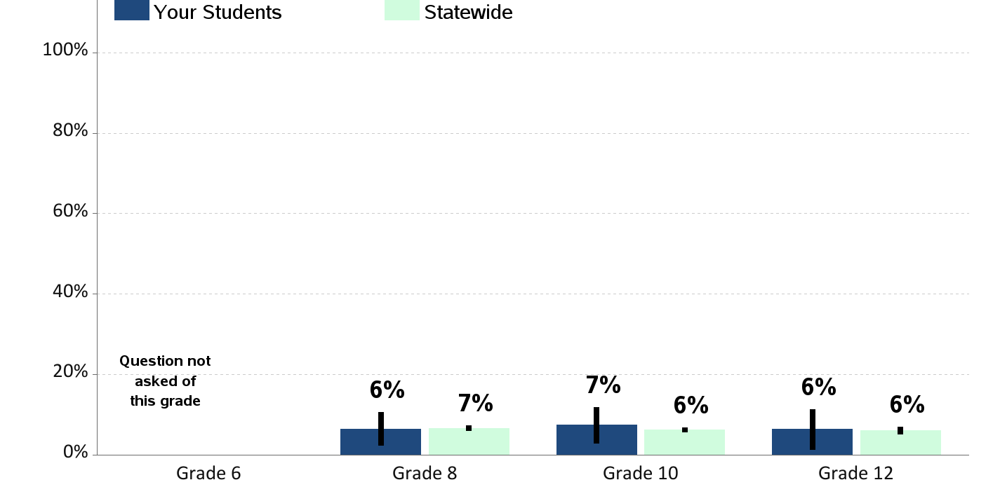 Your Students Statewide
100%
80%
60%
40%
20%
0%
Question not
asked of
this grade
6% 7% 7% 6% 6% 6%
Grade 6 Grade 8 Grade 10 Grade 12